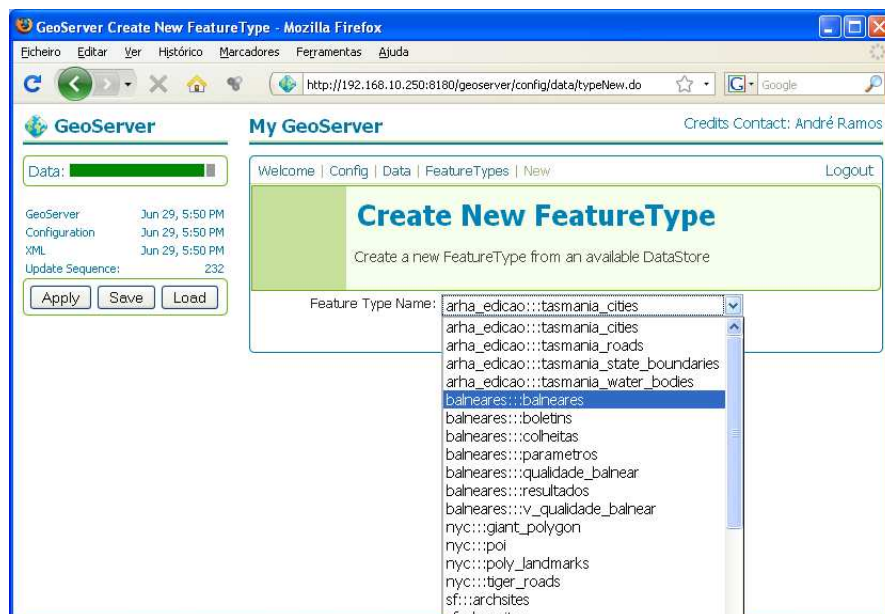 GeoServer Create New FeatureType - Mozilla Firefox
Ficheiro Editar Ver Histórico Marcadores Ferramentas Ajuda
http://192.168.10.250:8180/geoserver/config/data/typeNew.do
G Google
GeoServer
My GeoServer
Credits Contact: André Ramos
Data:
Welcome | Config | Data | FeatureTypes | New
Logout
GeoServer Jun 29, 5:50 PM
Configuration Jun 29, 5:50 PM
XML Jun 29, 5:50 PM
Update Sequence: 232
Apply Save Load
Create New FeatureType
Create a new FeatureType from an available DataStore
Feature Type Name: arha_edicao:::tasmania_cities
arha_edicao:::tasmania_cities
arha_edicao:::tasmania_roads
arha_edicao:::tasmania_state_boundaries
arha_edicao:::tasmania_water_bodies
balneares:::balneares
balneares:::boletins
balneares:::colheitas
balneares:::parametros
balneares:::qualidade_balnear
balneares:::resultados
balneares:::v_qualidade_balnear
nyc:::giant_polygon
nyc:::poi
nyc:::poly_landmarks
nyc:::tiger_roads
sf:::archsites